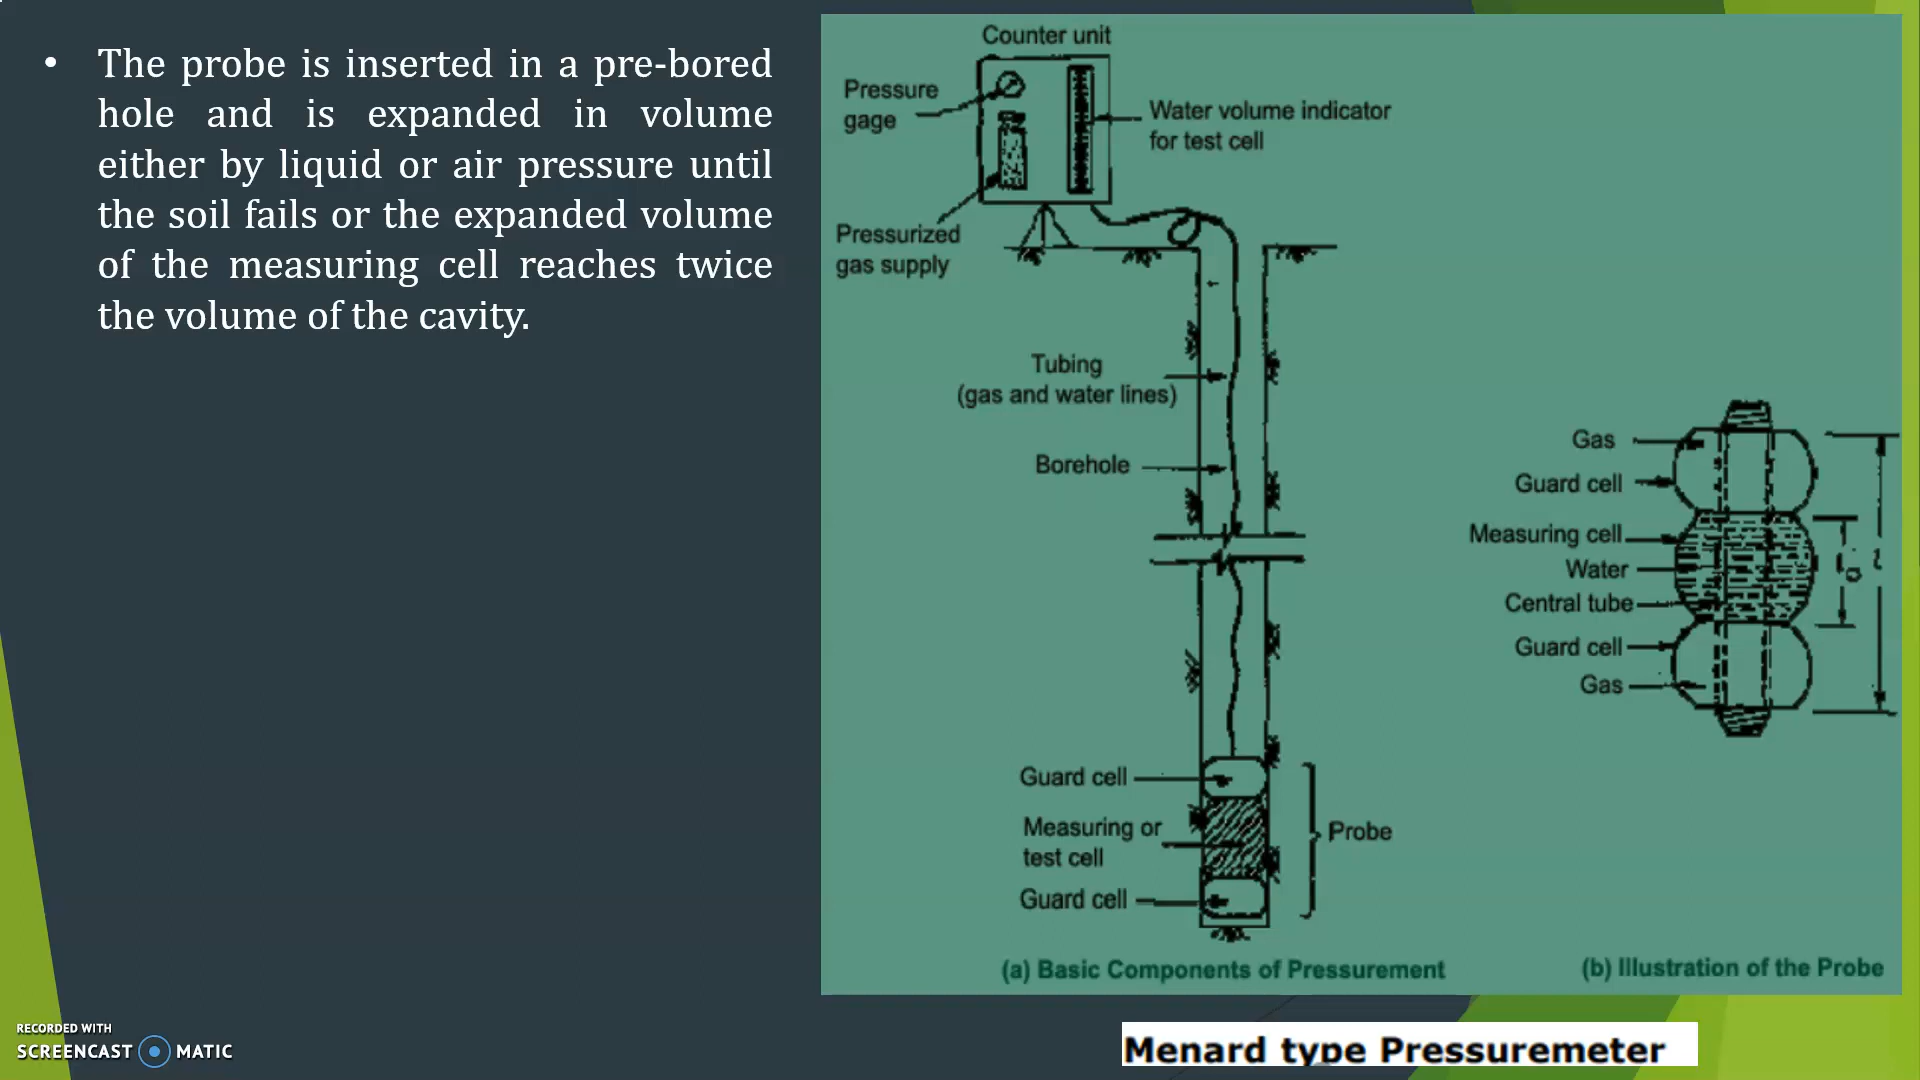 • The probe is inserted in a pre-bored
hole and is expanded in volume
either by liquid or air pressure until
the soil fails or the expanded volume
of the measuring cell reaches twice
the volume of the cavity.
Counter unit
Pressure
gage
Water volume indicator
for test cell
Pressurized
gas supply
Tubing
(gas and water lines)
Borehole
Guard cell
Measuring or
test cell
Guard cell
Probe
(a) Basic Components of Pressurement
Gas
Guard cell
Measuring cell
Water
Central tube
Guard cell
Gas
(b) Illustration of the Probe
RECORDED WITH
SCREENCAST MATIC
Menard type Pressuremeter